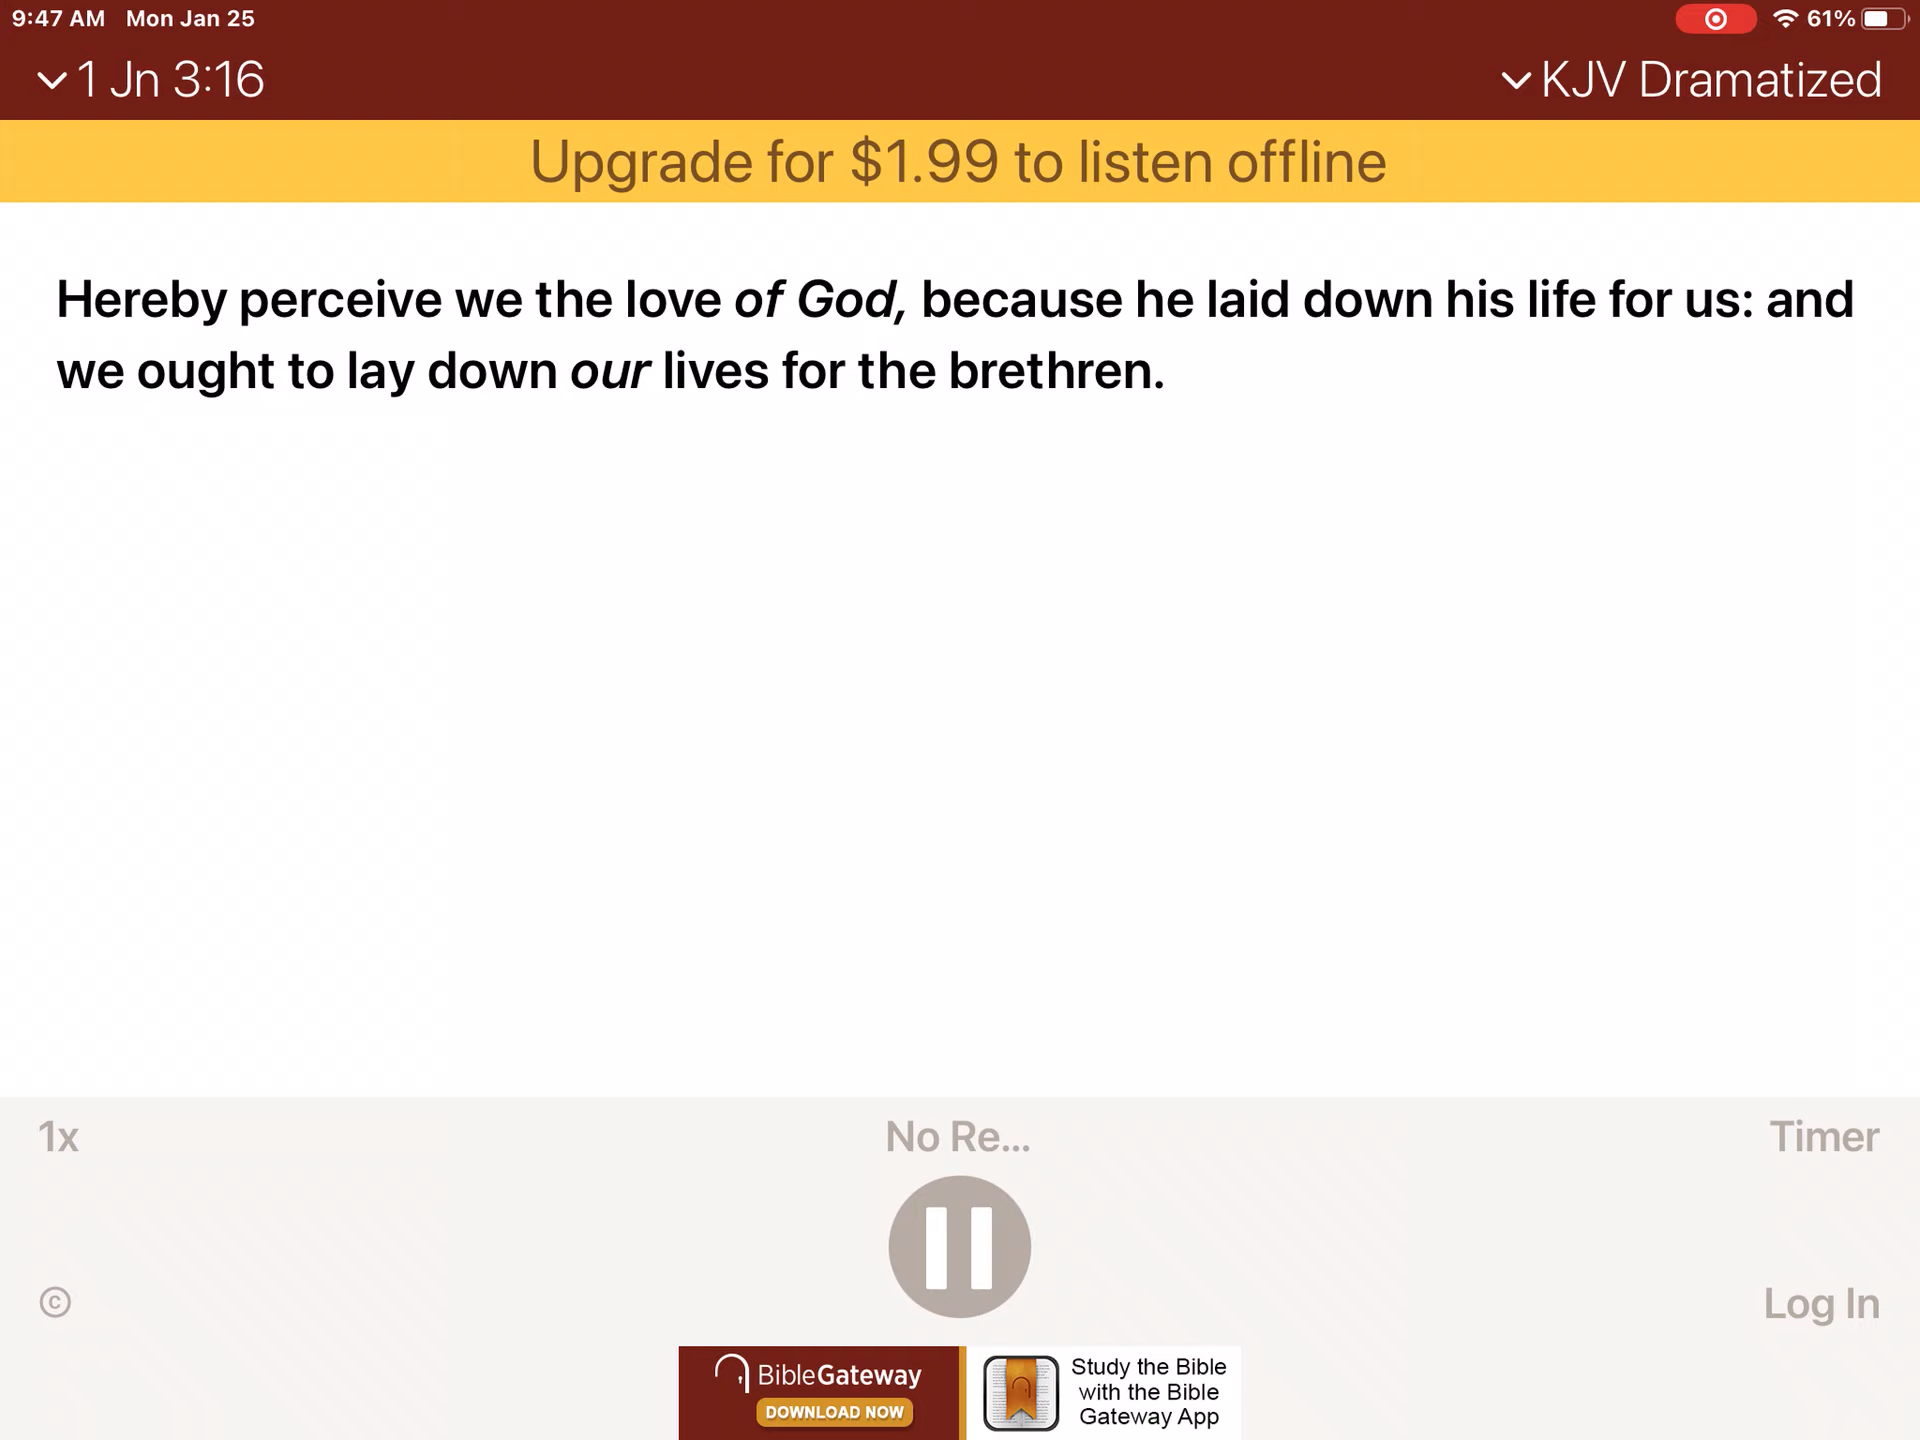 9:47 AM Mon Jan 25 61%
1 Jn 3:16 KJV Dramatized
Upgrade for $1.99 to listen offline
Hereby perceive we the love of God, because he laid down his life for us: and
we ought to lay down our lives for the brethren.
1x No Re... Timer
© Log In
BibleGateway
DOWNLOAD NOW
Study the Bible
with the Bible
Gateway App